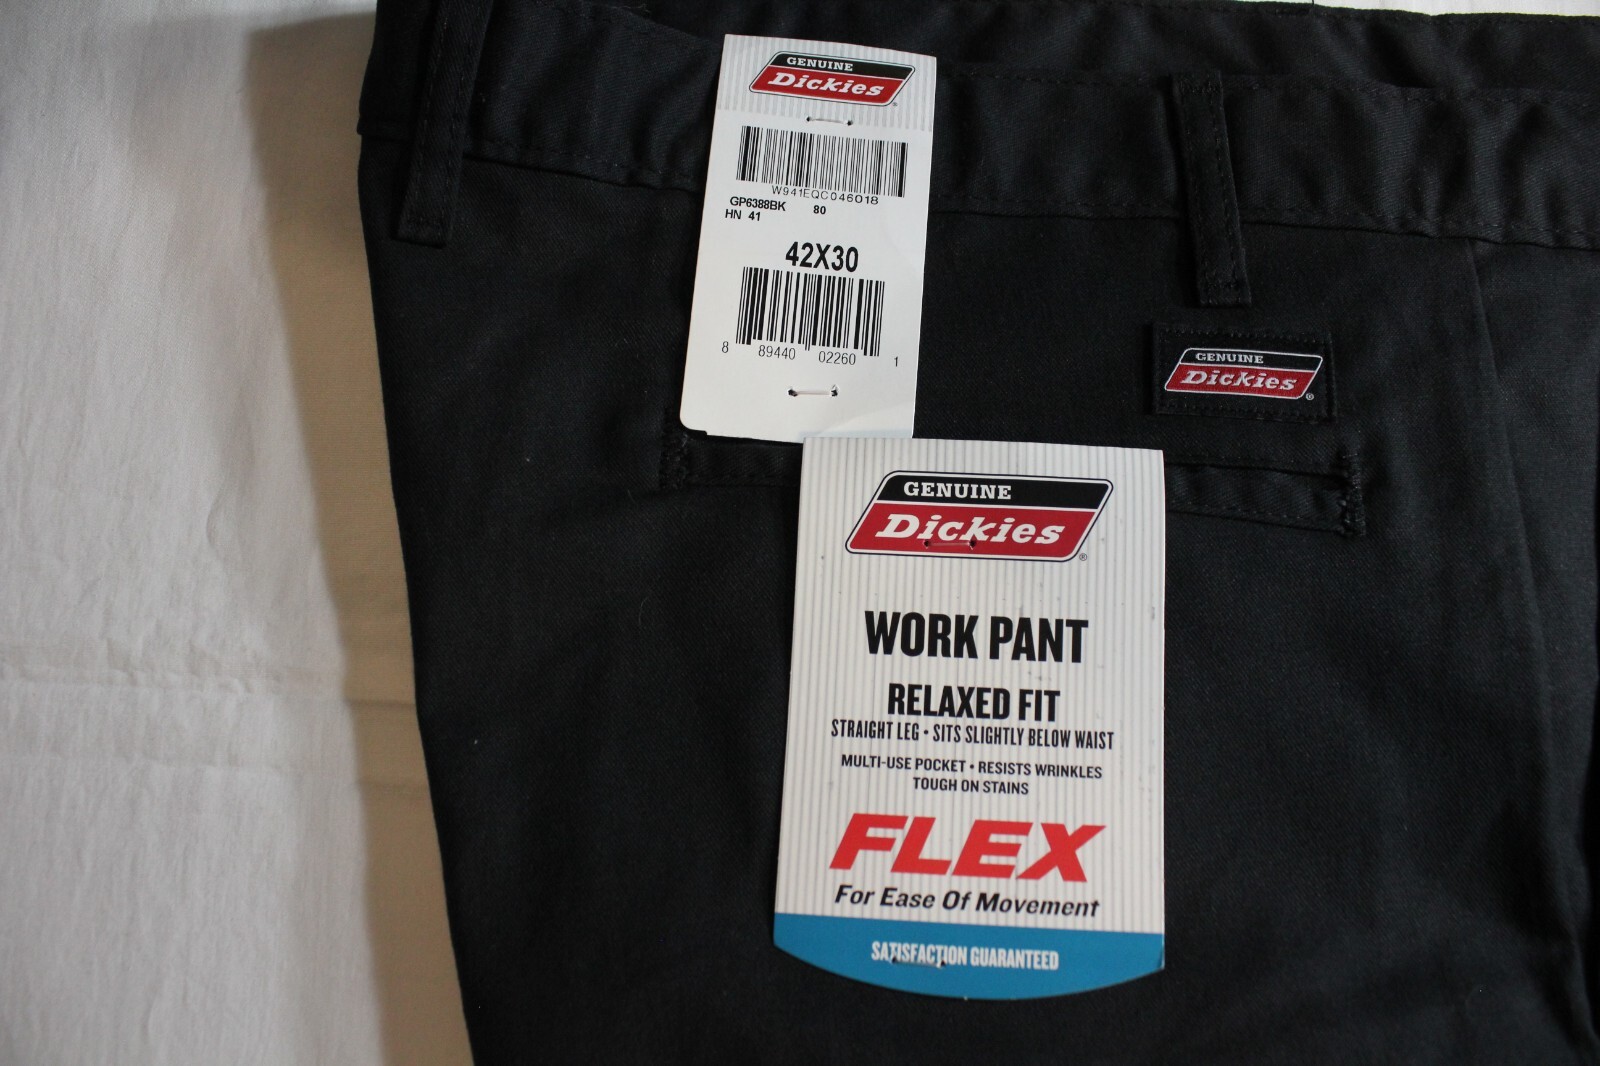 GENUINE
Dickies®
W941EQC046018
GP6388BK 80
HN 41
42X30
8 89440 02260 1
GENUINE
Dickies®
GENUINE
Dickies®
WORK PANT
RELAXED FIT
STRAIGHT LEG • SITS SLIGHTLY BELOW WAIST
MULTI-USE POCKET • RESISTS WRINKLES
TOUGH ON STAINS
FLEX
For Ease Of Movement
SATISFACTION GUARANTEED